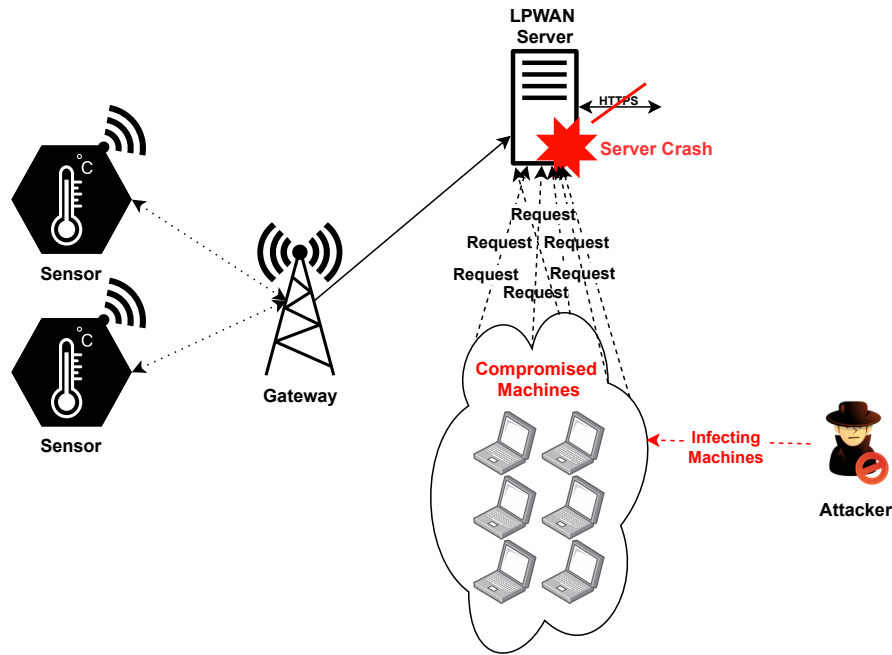 LPWAN
Server
HTTPS
Server Crash
°C
Sensor
Request
Request
Request
Request
Request
Request
°C
Sensor
Gateway
Compromised
Machines
Infecting
Machines
Attacker